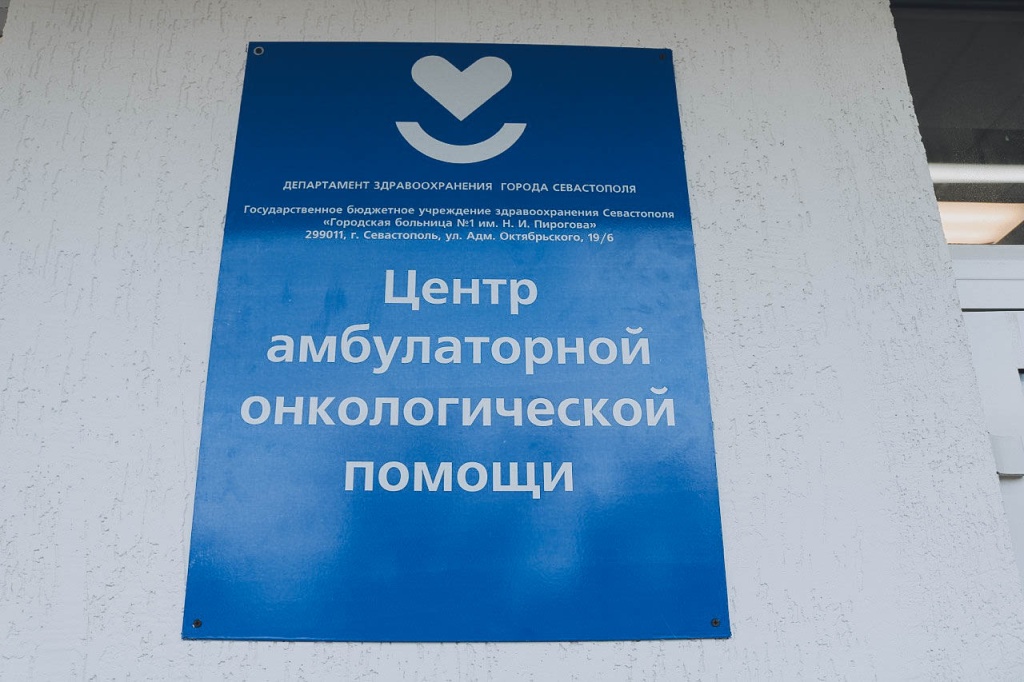 ДЕПАРТАМЕНТ ЗДРАВООХРАНЕНИЯ ГОРОДА СЕВАСТОПОЛЯ
Государственное бюджетное учреждение здравоохранения Севастополя
«Городская больница №1 им. Н. И. Пирогова»
299011, г. Севастополь, ул. Адм. Октябрьского, 19/6
Центр
амбулаторной
онкологической
помощи